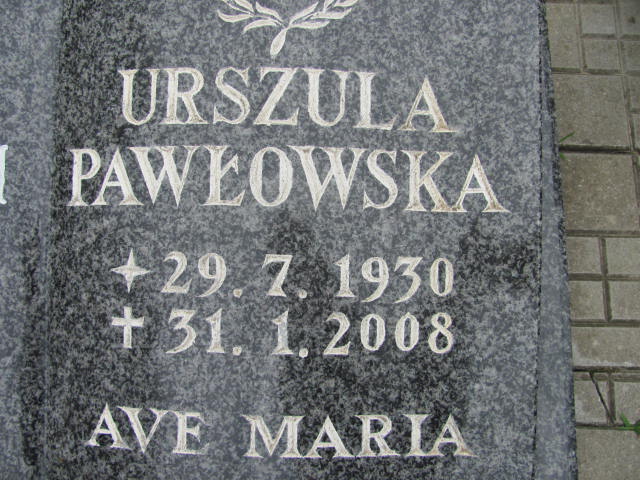 URSZULA
PAWŁOWSKA
29. 7. 1930
31. 1. 2008
AVE MARIA